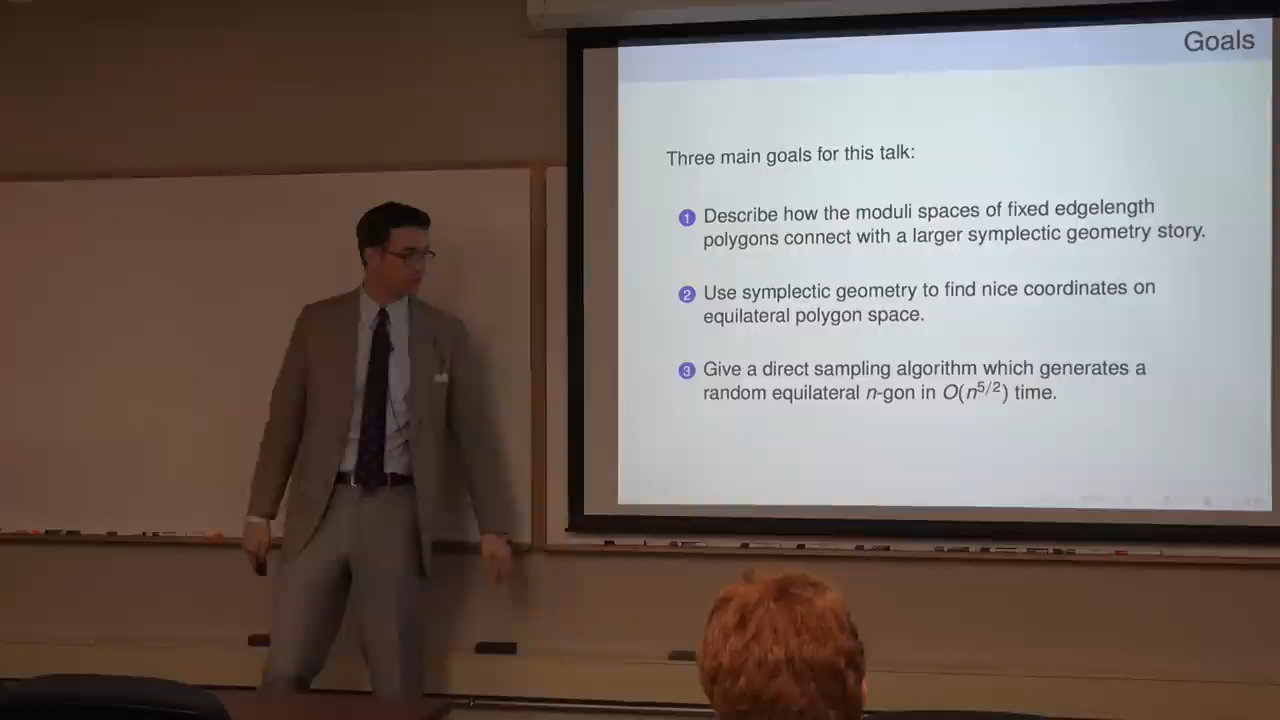 Goals
Three main goals for this talk:
1 Describe how the moduli spaces of fixed edgelength
polygons connect with a larger symplectic geometry story.
2 Use symplectic geometry to find nice coordinates on
equilateral polygon space.
3 Give a direct sampling algorithm which generates a
random equilateral n-gon in O(n^{5/2}) time.